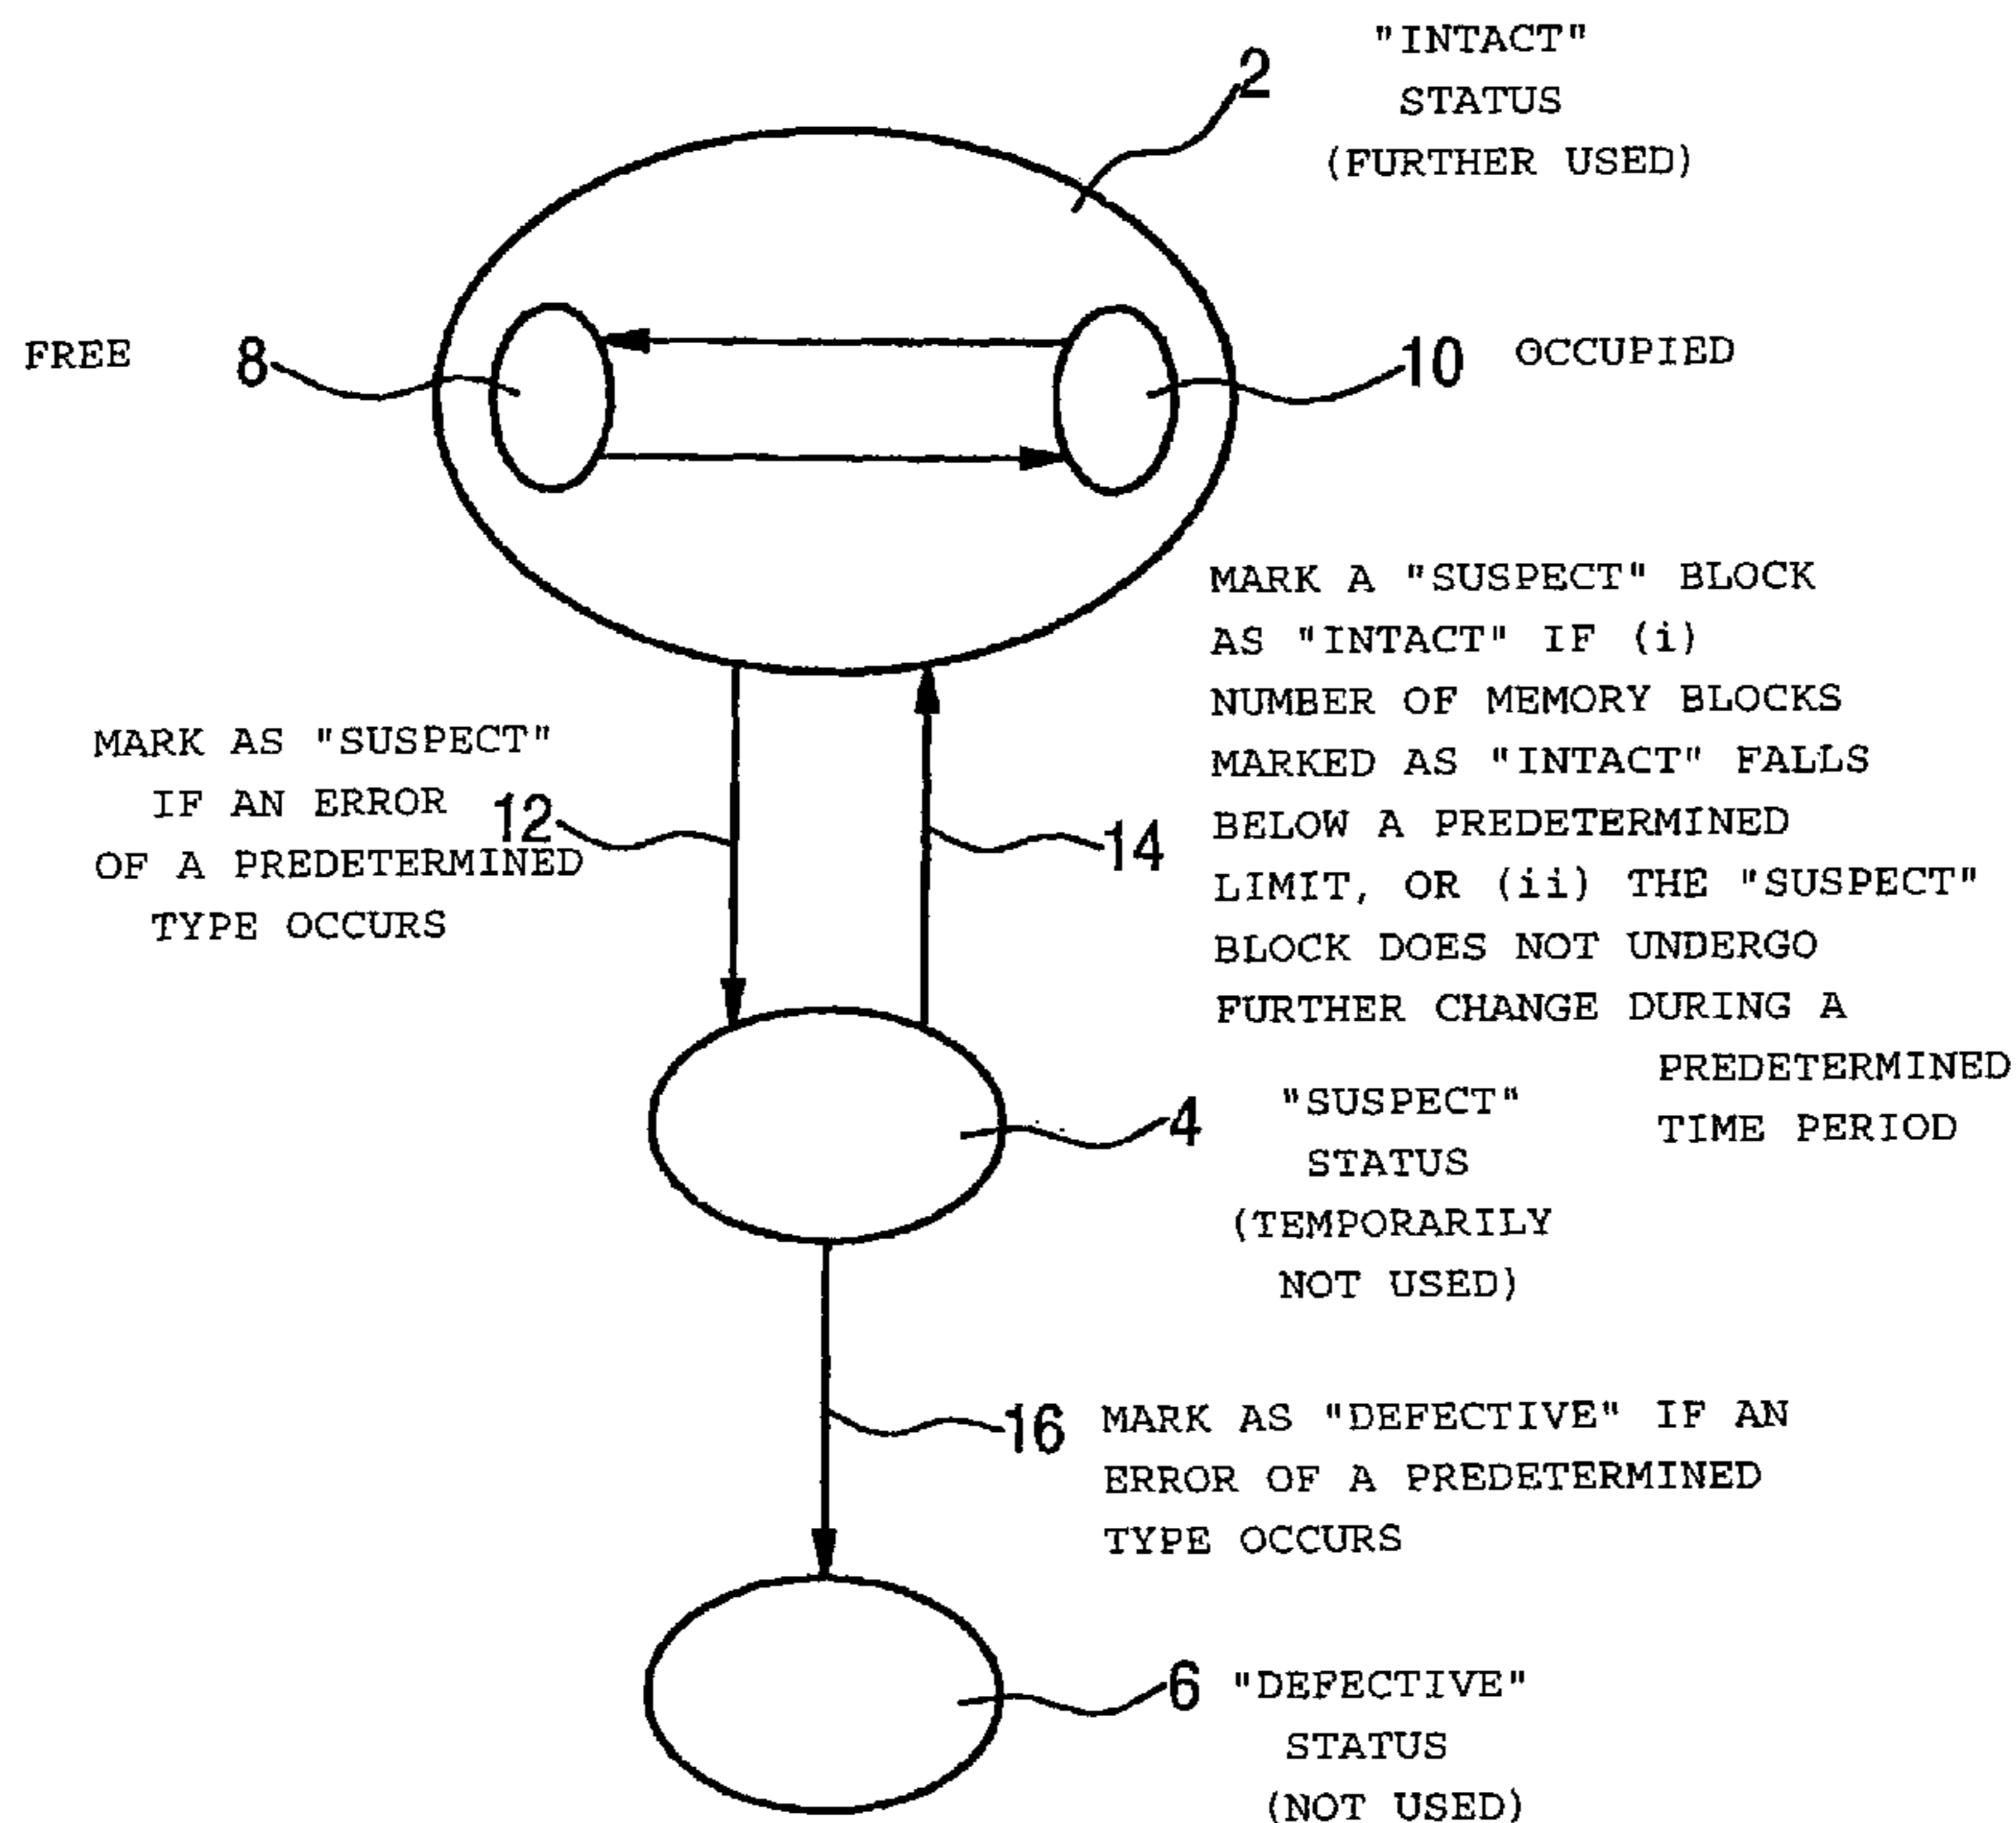 "INTACT"
STATUS
(FURTHER USED)
2
FREE
8
10
OCCUPIED
MARK AS "SUSPECT"
IF AN ERROR
OF A PREDETERMINED
TYPE OCCURS
12
14
MARK A "SUSPECT" BLOCK
AS "INTACT" IF (i)
NUMBER OF MEMORY BLOCKS
MARKED AS "INTACT" FALLS
BELOW A PREDETERMINED
LIMIT, OR (ii) THE "SUSPECT"
BLOCK DOES NOT UNDERGO
FURTHER CHANGE DURING A
PREDETERMINED
TIME PERIOD
4
"SUSPECT"
STATUS
(TEMPORARILY
NOT USED)
16
MARK AS "DEFECTIVE" IF AN
ERROR OF A PREDETERMINED
TYPE OCCURS
6
"DEFECTIVE"
STATUS
(NOT USED)